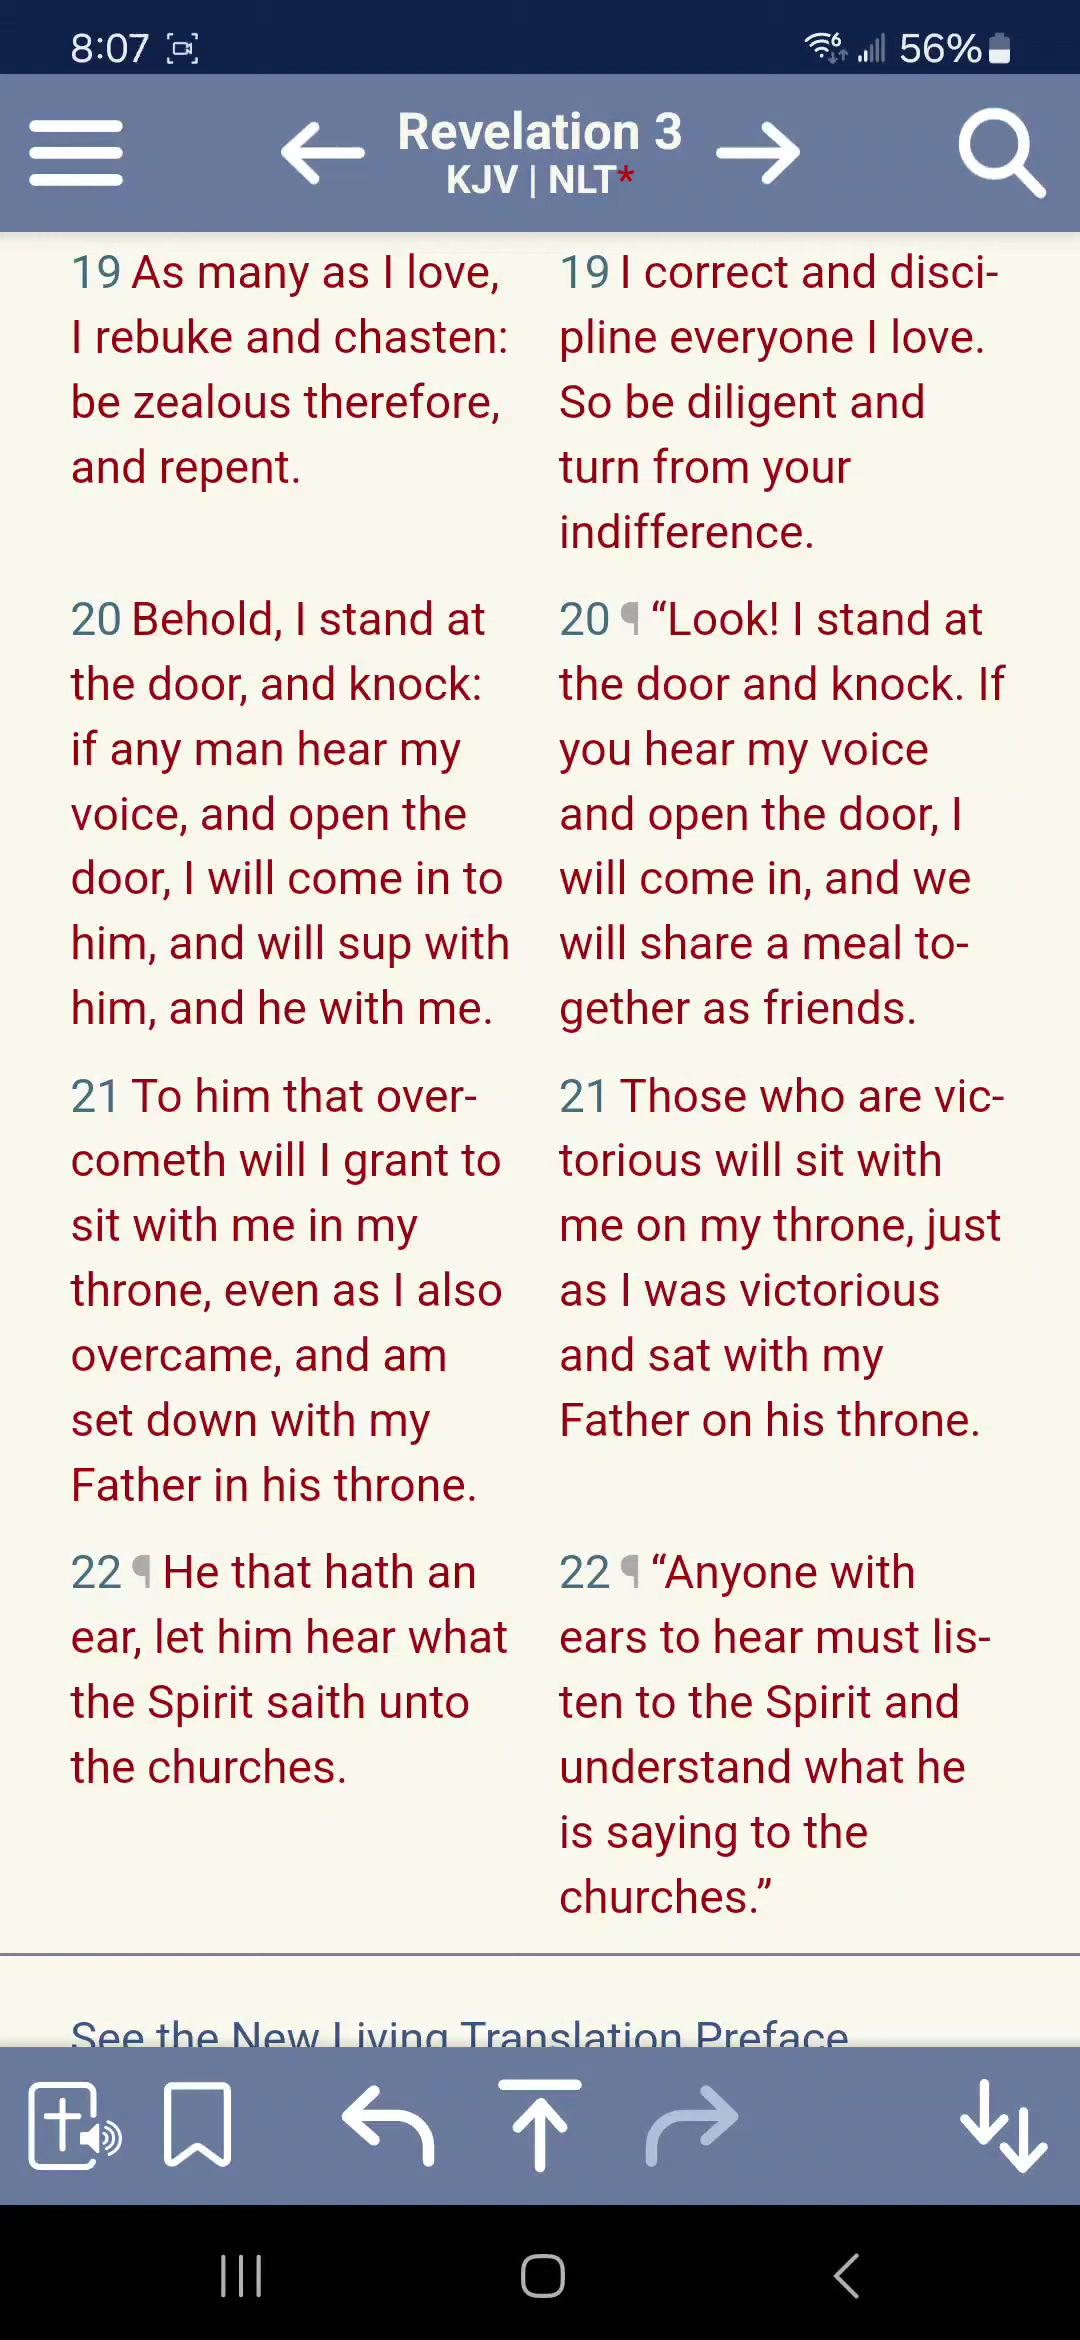 8:07
6 56%
Revelation 3
KJV | NLT*
19 As many as I love,
I rebuke and chasten:
be zealous therefore,
and repent.
19 I correct and disci-
pline everyone I love.
So be diligent and
turn from your
indifference.
20 Behold, I stand at
the door, and knock:
if any man hear my
voice, and open the
door, I will come in to
him, and will sup with
him, and he with me.
20 ¶ “Look! I stand at
the door and knock. If
you hear my voice
and open the door, I
will come in, and we
will share a meal to-
gether as friends.
21 To him that over-
cometh will I grant to
sit with me in my
throne, even as I also
overcame, and am
set down with my
Father in his throne.
21 Those who are vic-
torious will sit with
me on my throne, just
as I was victorious
and sat with my
Father on his throne.
22 ¶ He that hath an
ear, let him hear what
the Spirit saith unto
the churches.
22 ¶ “Anyone with
ears to hear must lis-
ten to the Spirit and
understand what he
is saying to the
churches.”
See the New Living Translation Preface